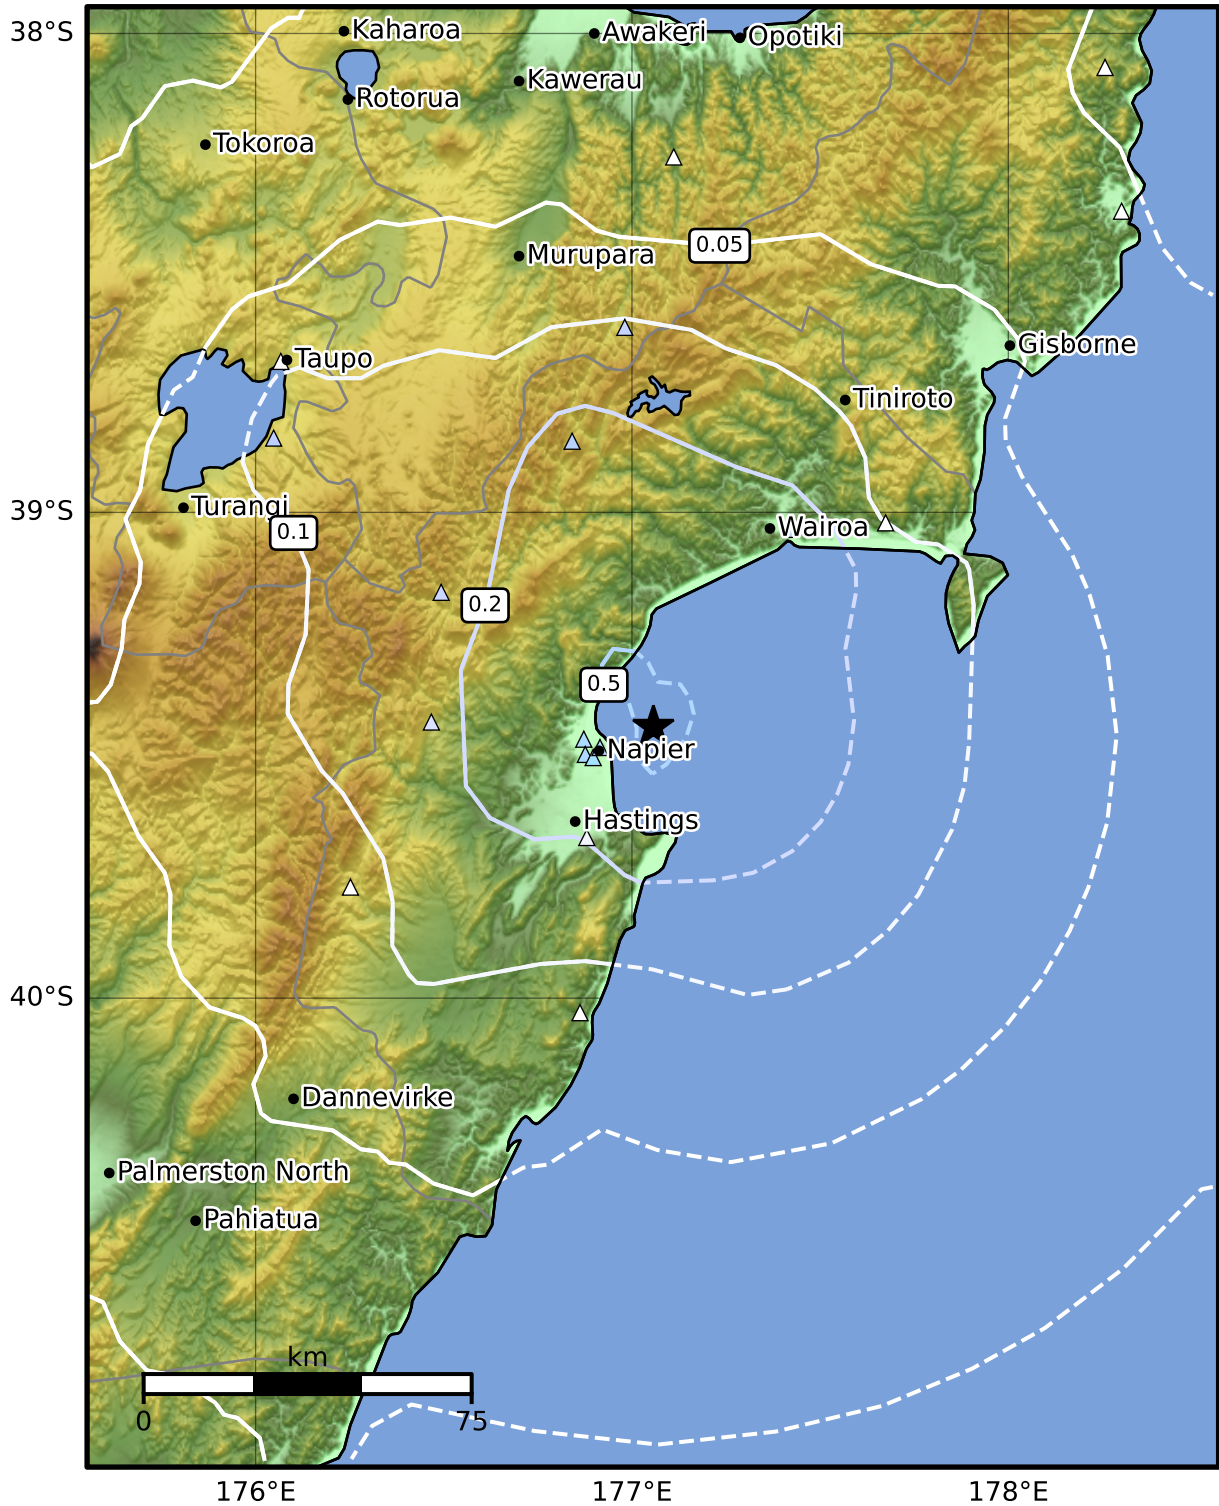 38°S
Kaharoa
Awakeri
Opotiki
Kawerau
Rotorua
Tokoroa
0.05
Murupara
Gisborne
Taupo
Tiniroto
39°S
Turangi
0.1
Wairoa
0.2
0.5
Napier
Hastings
40°S
Dannevirke
Palmerston North
Pahiatua
km
0
75
176°E
177°E
178°E